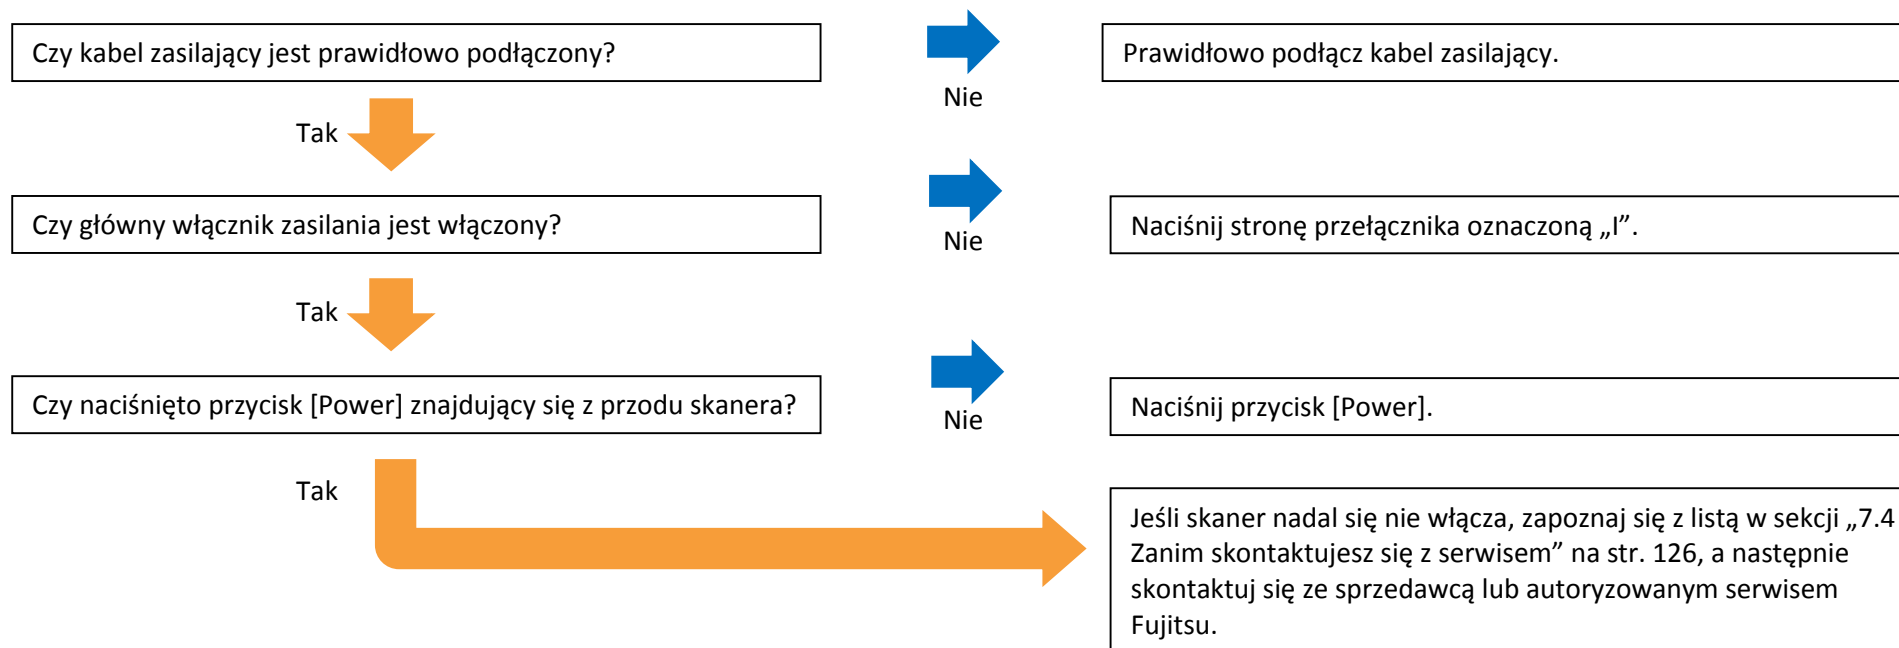 Czy kabel zasilający jest prawidłowo podłączony?
Nie
Prawidłowo podłącz kabel zasilający.
Tak
Czy główny włącznik zasilania jest włączony?
Nie
Naciśnij stronę przełącznika oznaczoną „I”.
Tak
Czy naciśnięto przycisk [Power] znajdujący się z przodu skanera?
Nie
Naciśnij przycisk [Power].
Tak
Jeśli skaner nadal się nie włącza, zapoznaj się z listą w sekcji „7.4
Zanim skontaktujesz się z serwisem” na str. 126, a następnie
skontaktuj się ze sprzedawcą lub autoryzowanym serwisem
Fujitsu.